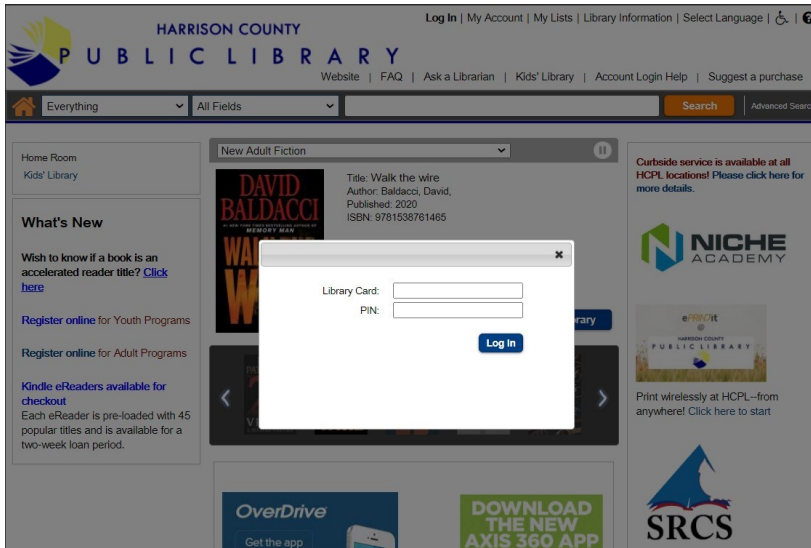 HARRISON COUNTY
PUBLIC LIBRARY
Log In | My Account | My Lists | Library Information | Select Language |
Website | FAQ | Ask a Librarian | Kids' Library | Account Login Help | Suggest a purchase
Everything
All Fields
Search
Advanced Searc
Home Room
Kids' Library
What's New
Wish to know if a book is an
accelerated reader title? Click
here
Register online for Youth Programs
Register online for Adult Programs
Kindle eReaders available for
checkout
Each eReader is pre-loaded with 45
popular titles and is available for a
two-week loan period.
New Adult Fiction
DAVID
BALDACCI
MEMORY MAN
Title: Walk the wire
Author: Baldacci, David,
Published: 2020
ISBN: 9781538761465
Library Card:
PIN:
Log In
rary
OverDrive
Get the app
DOWNLOAD
THE NEW
AXIS 360 APP
Curbside service is available at all
HCPL locations! Please click here for
more details.
NICHE
ACADEMY
ePRINTit
@
HARRISON COUNTY
PUBLIC LIBRARY
Print wirelessly at HCPL--from
anywhere! Click here to start
SRCS